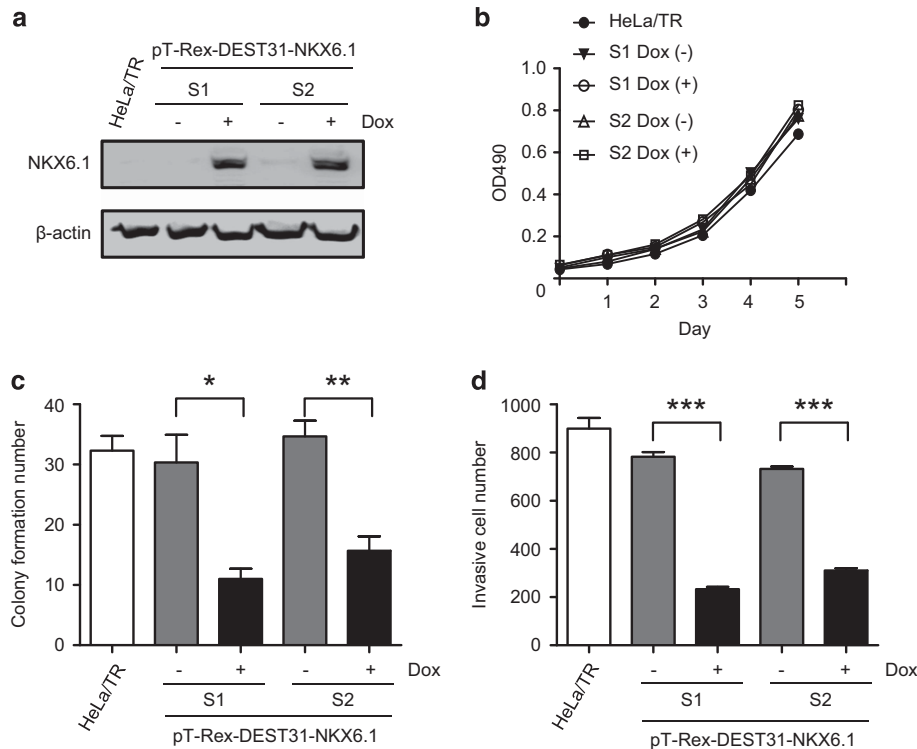 a
pT-Rex-DEST31-NKX6.1
HeLa/TR
S1 S2
- + - + Dox
NKX6.1
β-actin
b
HeLa/TR
S1 Dox (-)
S1 Dox (+)
S2 Dox (-)
S2 Dox (+)
OD490
1.0
0.8
0.6
0.4
0.2
0
1 2 3 4 5
Day
c
Colony formation number
40
30
20
10
0
* **
HeLa/TR
- + - + Dox
S1 S2
pT-Rex-DEST31-NKX6.1
d
Invasive cell number
1000
800
600
400
200
0
*** ***
HeLa/TR
- + - + Dox
S1 S2
pT-Rex-DEST31-NKX6.1